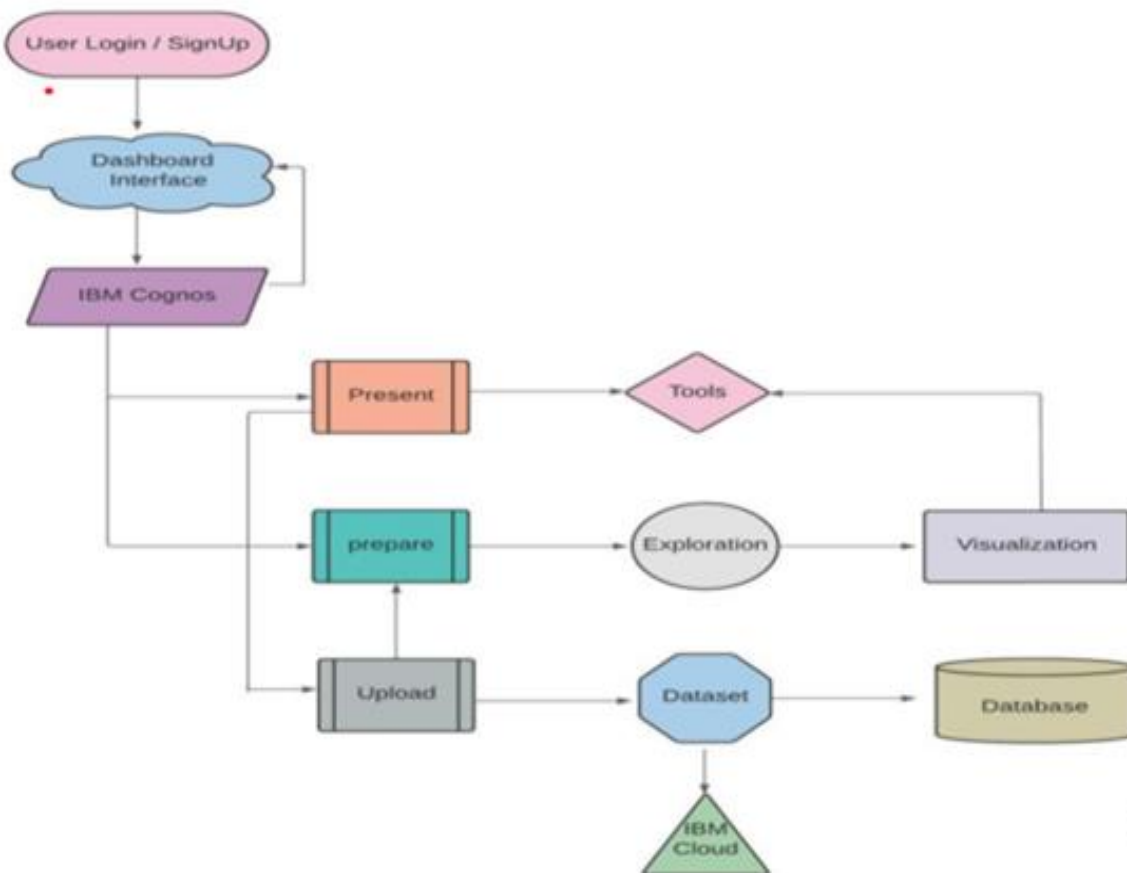 User Login / SignUp
Dashboard
Interface
IBM Cognos
Present
Tools
prepare
Exploration
Visualization
Upload
Dataset
Database
IBM
Cloud